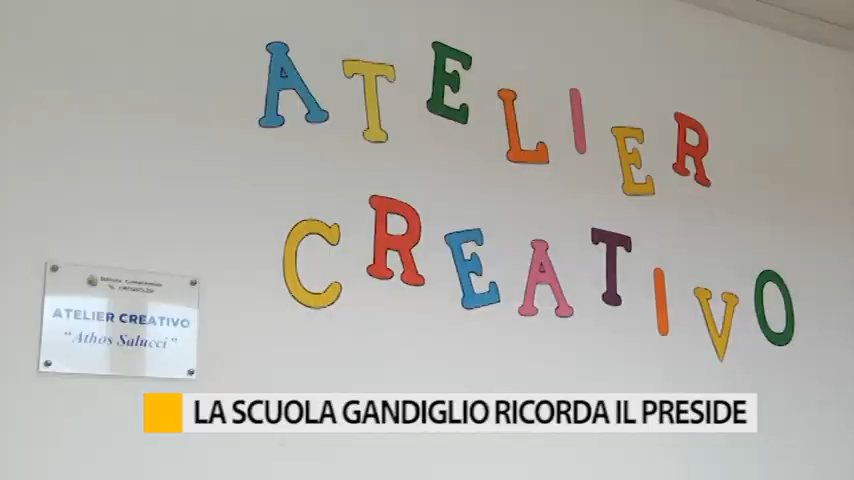 ATELIER
CREATIVO
ATELIER CREATIVO
"Athos Salucci"
LA SCUOLA GANDIGLIO RICORDA IL PRESIDE